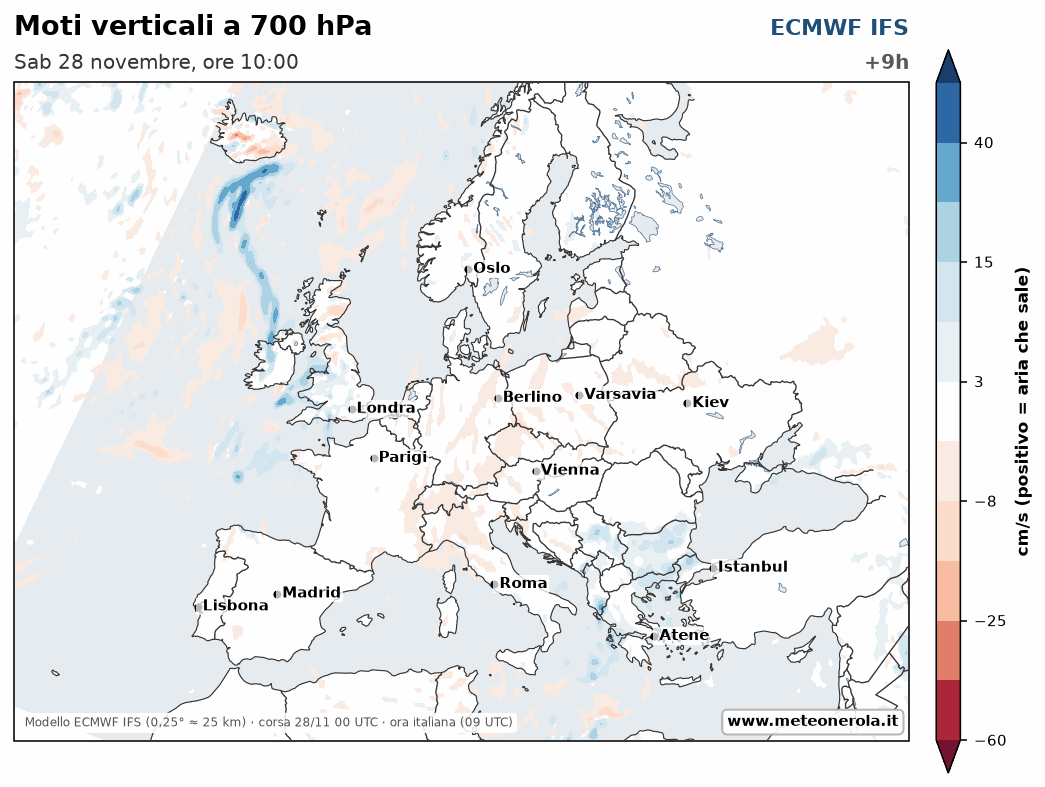 Moti verticali a 700 hPa
ECMWF IFS
Sab 28 novembre, ore 10:00
+9h
40
15
3
−8
−25
−60
cm/s (positivo = aria che sale)
Oslo
Berlino
Varsavia
Kiev
Londra
Parigi
Vienna
Istanbul
Roma
Madrid
Lisbona
Atene
Modello ECMWF IFS (0,25° ≈ 25 km) · corsa 28/11 00 UTC · ora italiana (09 UTC)
www.meteonerola.it